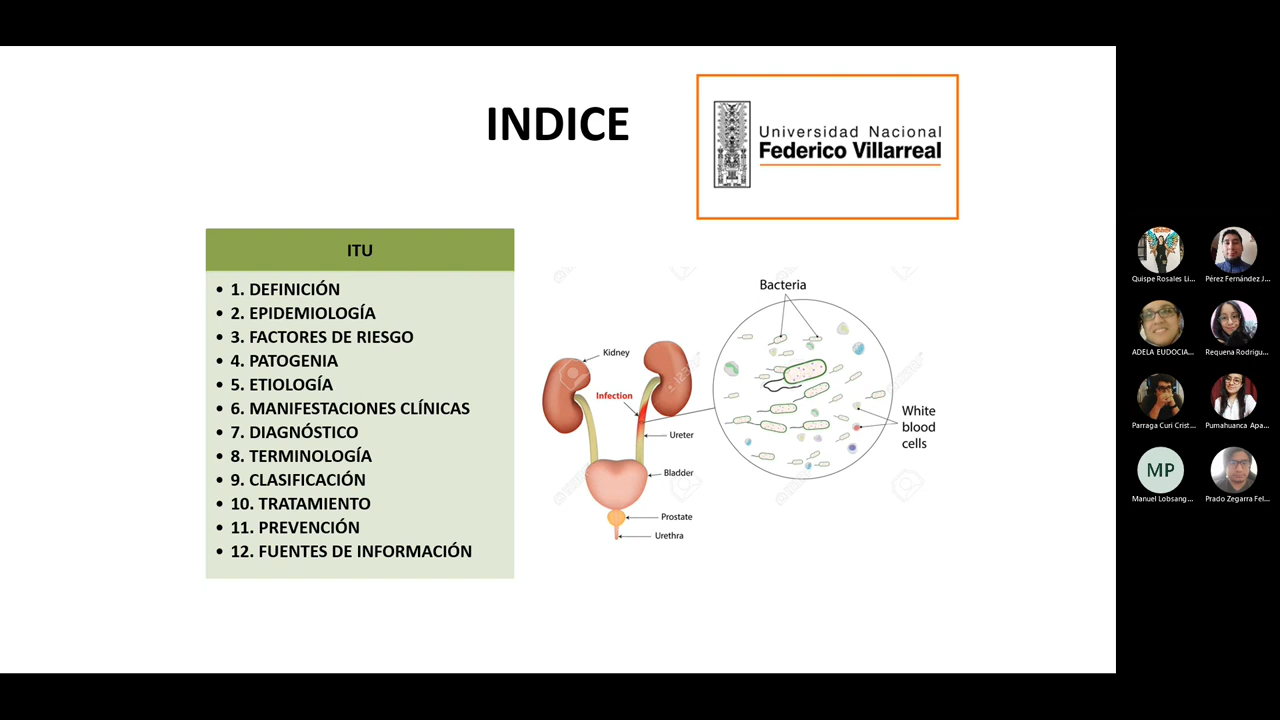 INDICE
Universidad Nacional
Federico Villarreal
ITU
• 1. DEFINICIÓN
• 2. EPIDEMIOLOGÍA
• 3. FACTORES DE RIESGO
• 4. PATOGENIA
• 5. ETIOLOGÍA
• 6. MANIFESTACIONES CLÍNICAS
• 7. DIAGNÓSTICO
• 8. TERMINOLOGÍA
• 9. CLASIFICACIÓN
• 10. TRATAMIENTO
• 11. PREVENCIÓN
• 12. FUENTES DE INFORMACIÓN
Bacteria
Kidney
Infection
Ureter
Bladder
Prostate
Urethra
White
blood
cells
Quispe Rosales Li...
Pérez Fernández J...
ADELA EUDOCIA...
Requena Rodrigu...
Parraga Curi Crist...
Pumahuanca Apa...
MP
Manuel Lobsang...
Prado Zegarra Fel...